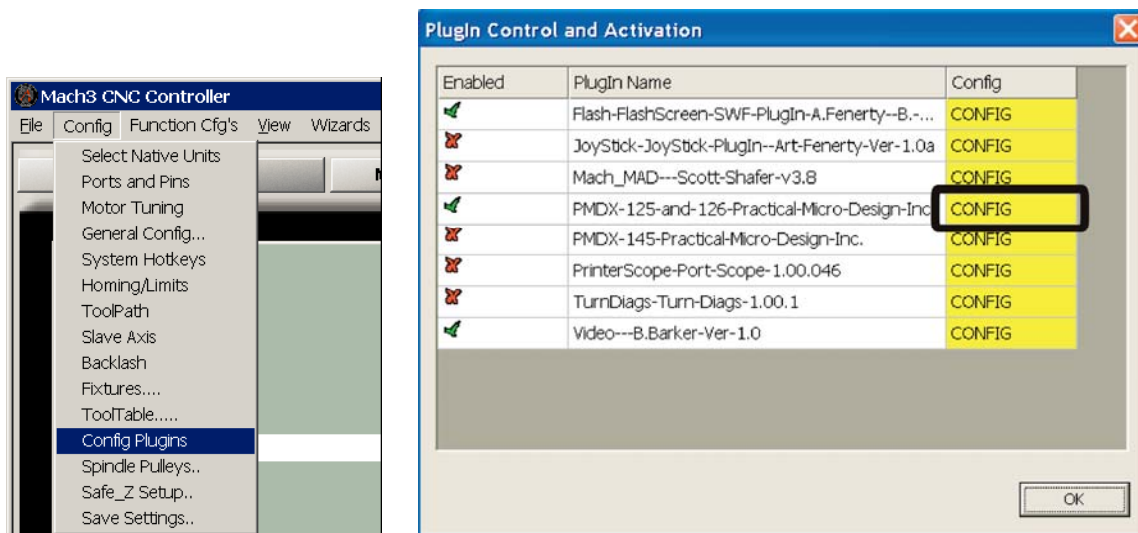 Mach3 CNC Controller
File Config Function Cfg's View Wizards
Select Native Units
Ports and Pins
Motor Tuning
General Config...
System Hotkeys
Homing/Limits
ToolPath
Slave Axis
Backlash
Fixtures....
ToolTable.....
Config Plugins
Spindle Pulleys..
Safe_Z Setup..
Save Settings..
PlugIn Control and Activation
Enabled PlugIn Name Config
Flash-FlashScreen-SWF-PlugIn-A.Fenerty--B.-... CONFIG
JoyStick-JoyStick-PlugIn--Art-Fenerty-Ver-1.0a CONFIG
Mach_MAD---Scott-Shafer-v3.8 CONFIG
PMDX-125-and-126-Practical-Micro-Design-Inc CONFIG
PMDX-145-Practical-Micro-Design-Inc. CONFIG
PrinterScope-Port-Scope-1.00.046 CONFIG
TurnDiags-Turn-Diags-1.00.1 CONFIG
Video---B.Barker-Ver-1.0 CONFIG
OK